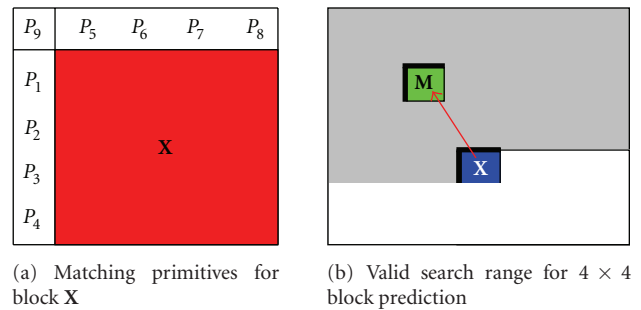 P9 P5 P6 P7 P8
P1
P2
P3
P4
X
M
X
(a) Matching primitives for
block X
(b) Valid search range for 4 × 4
block prediction